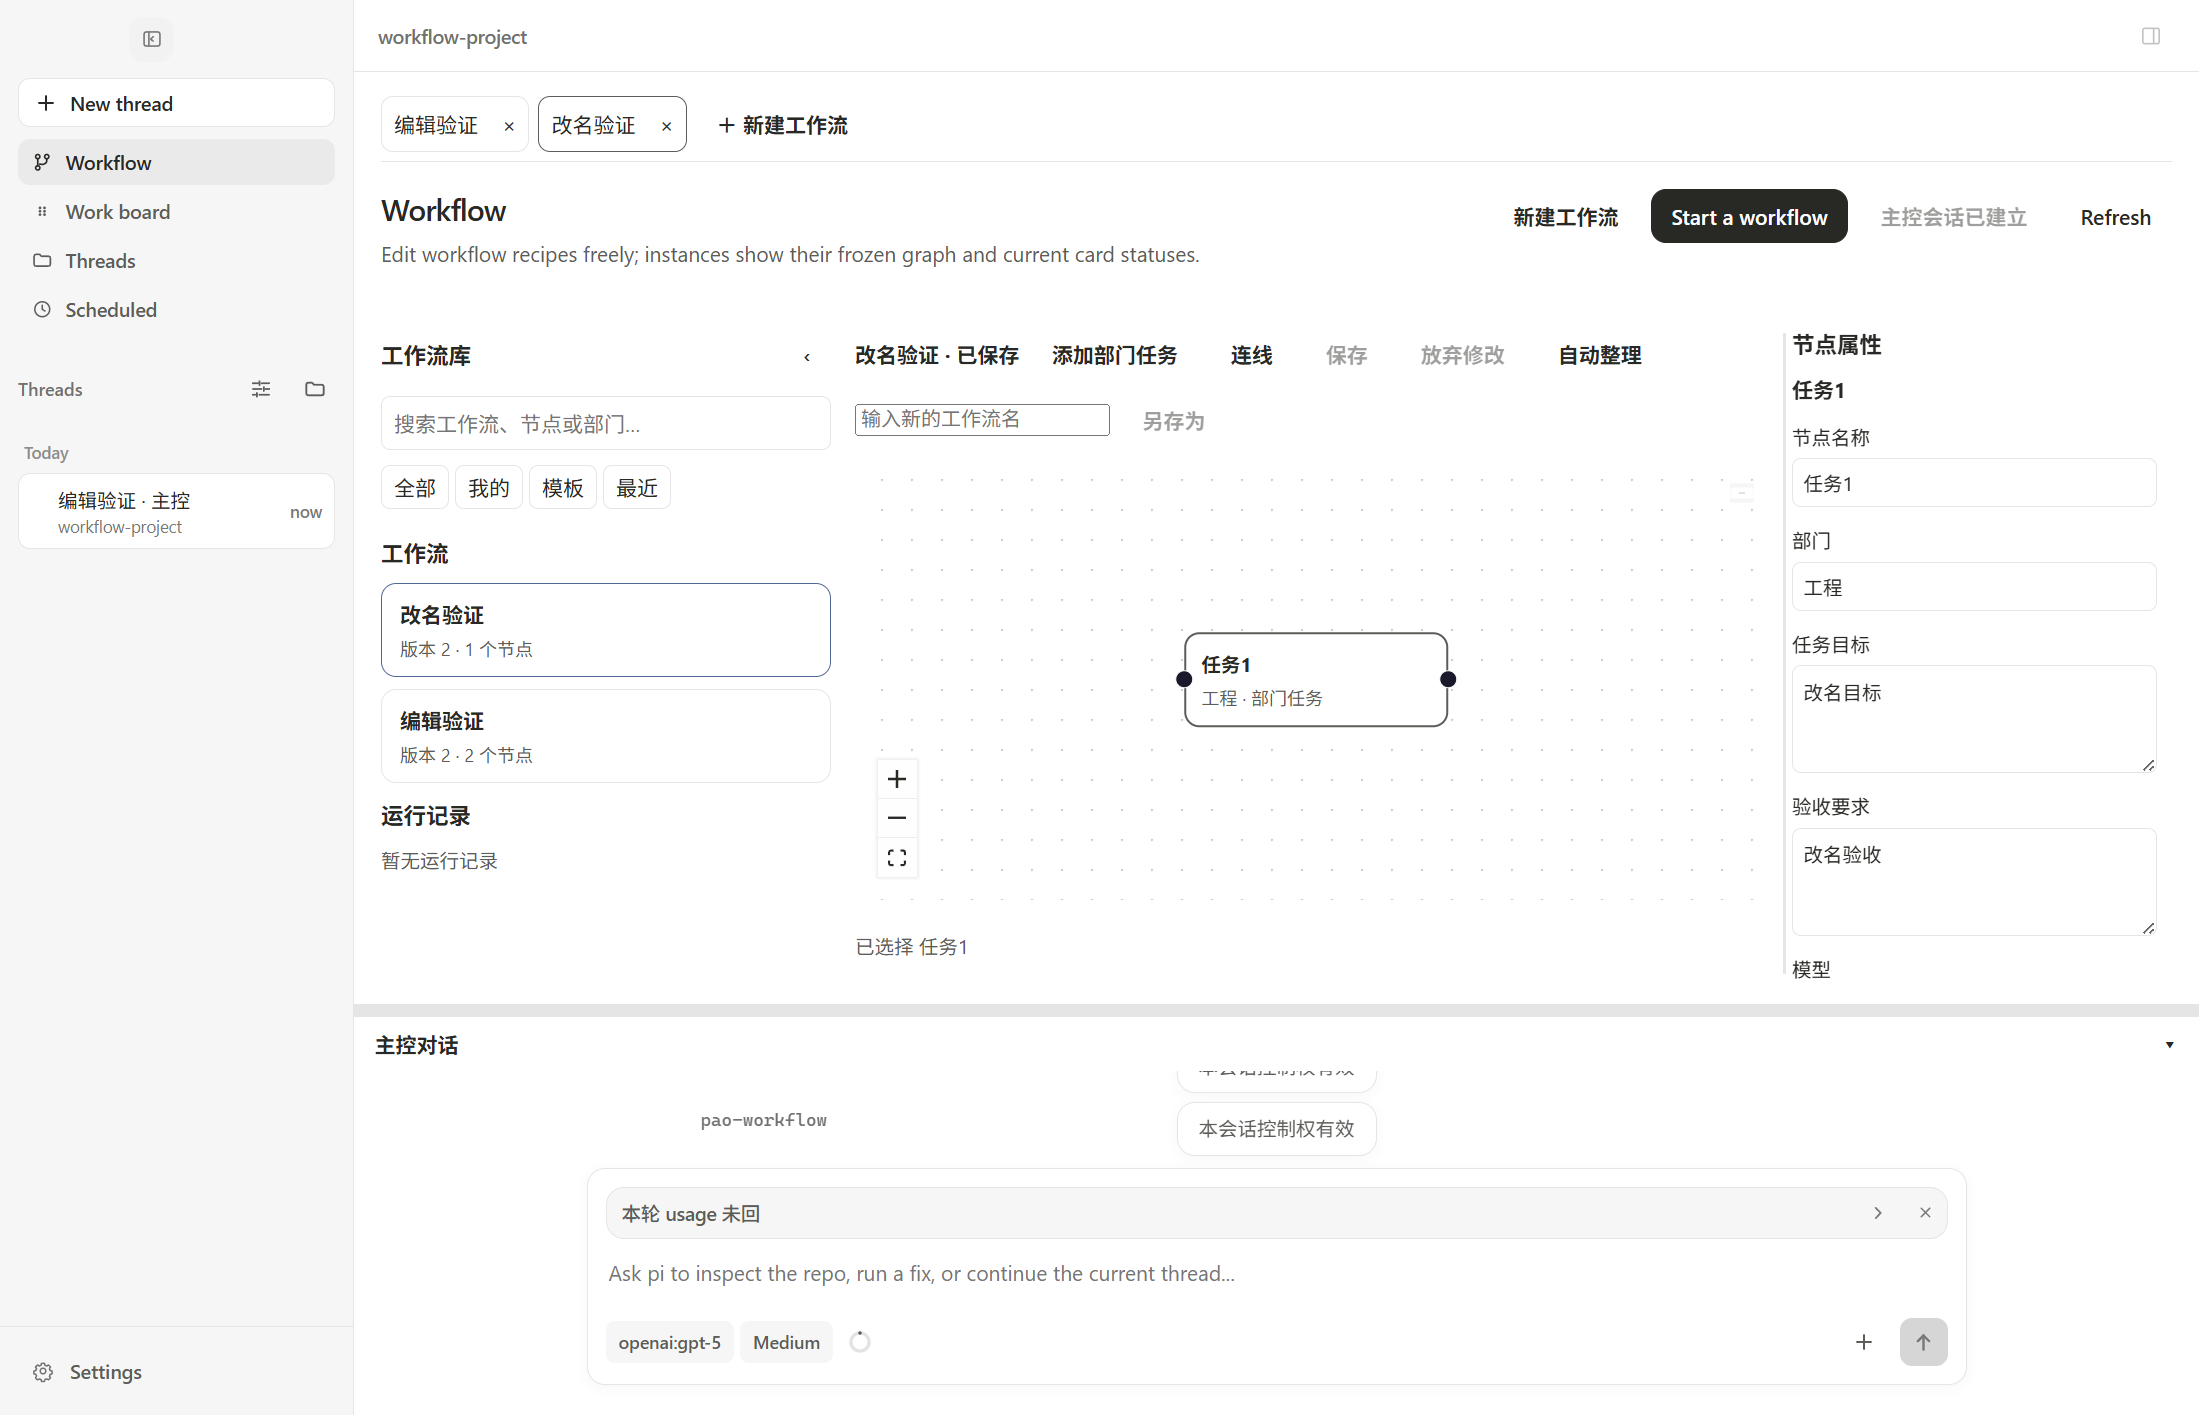 New thread
Workflow
Work board
Threads
Scheduled
Threads
Today
编辑验证 · 主控
workflow-project
now
Settings
workflow-project
编辑验证 ×
改名验证 ×
+ 新建工作流
Workflow
Edit workflow recipes freely; instances show their frozen graph and current card statuses.
新建工作流
Start a workflow
主控会话已建立
Refresh
工作流库
搜索工作流、节点或部门...
全部
我的
模板
最近
工作流
改名验证
版本 2 · 1 个节点
编辑验证
版本 2 · 2 个节点
运行记录
暂无运行记录
改名验证 · 已保存
添加部门任务
连线
保存
放弃修改
自动整理
输入新的工作流名
另存为
任务1
工程 · 部门任务
已选择 任务1
节点属性
任务1
节点名称
任务1
部门
工程
任务目标
改名目标
验收要求
改名验收
模型
主控对话
本会话控制权有效
pao-workflow
本会话控制权有效
本轮 usage 未回
Ask pi to inspect the repo, run a fix, or continue the current thread...
openai:gpt-5
Medium